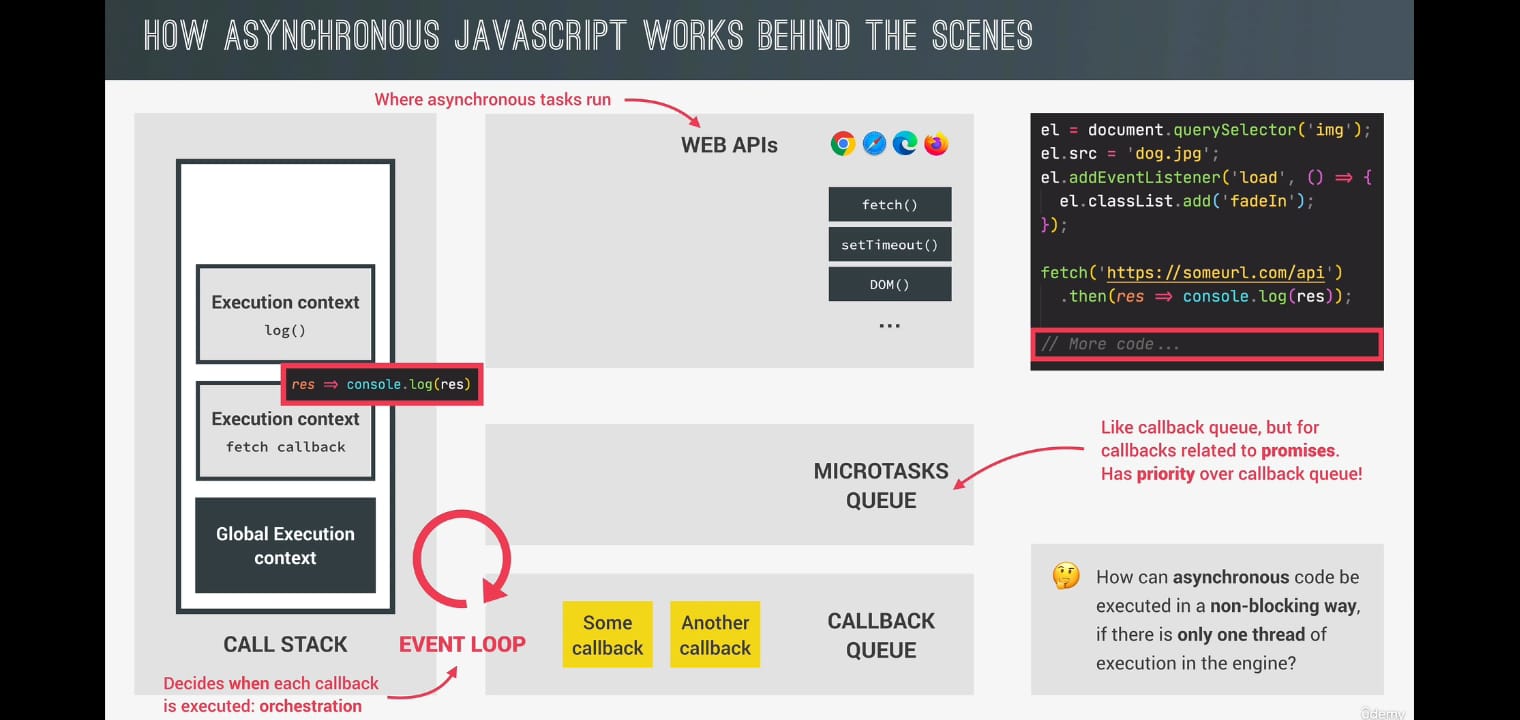 HOW ASYNCHRONOUS JAVASCRIPT WORKS BEHIND THE SCENES
Where asynchronous tasks run
WEB APIs
fetch()
setTimeout()
DOM()
...
el = document.querySelector('img');
el.src = 'dog.jpg';
el.addEventListener('load', () => {
el.classList.add('fadeIn');
});
fetch('https://someurl.com/api')
.then(res => console.log(res));
// More code...
Execution context
log()
res => console.log(res)
Execution context
fetch callback
Global Execution
context
CALL STACK
EVENT LOOP
Decides when each callback
is executed: orchestration
MICROTASKS
QUEUE
Like callback queue, but for
callbacks related to promises.
Has priority over callback queue!
Some
callback
Another
callback
CALLBACK
QUEUE
How can asynchronous code be
executed in a non-blocking way,
if there is only one thread of
execution in the engine?
Udemy